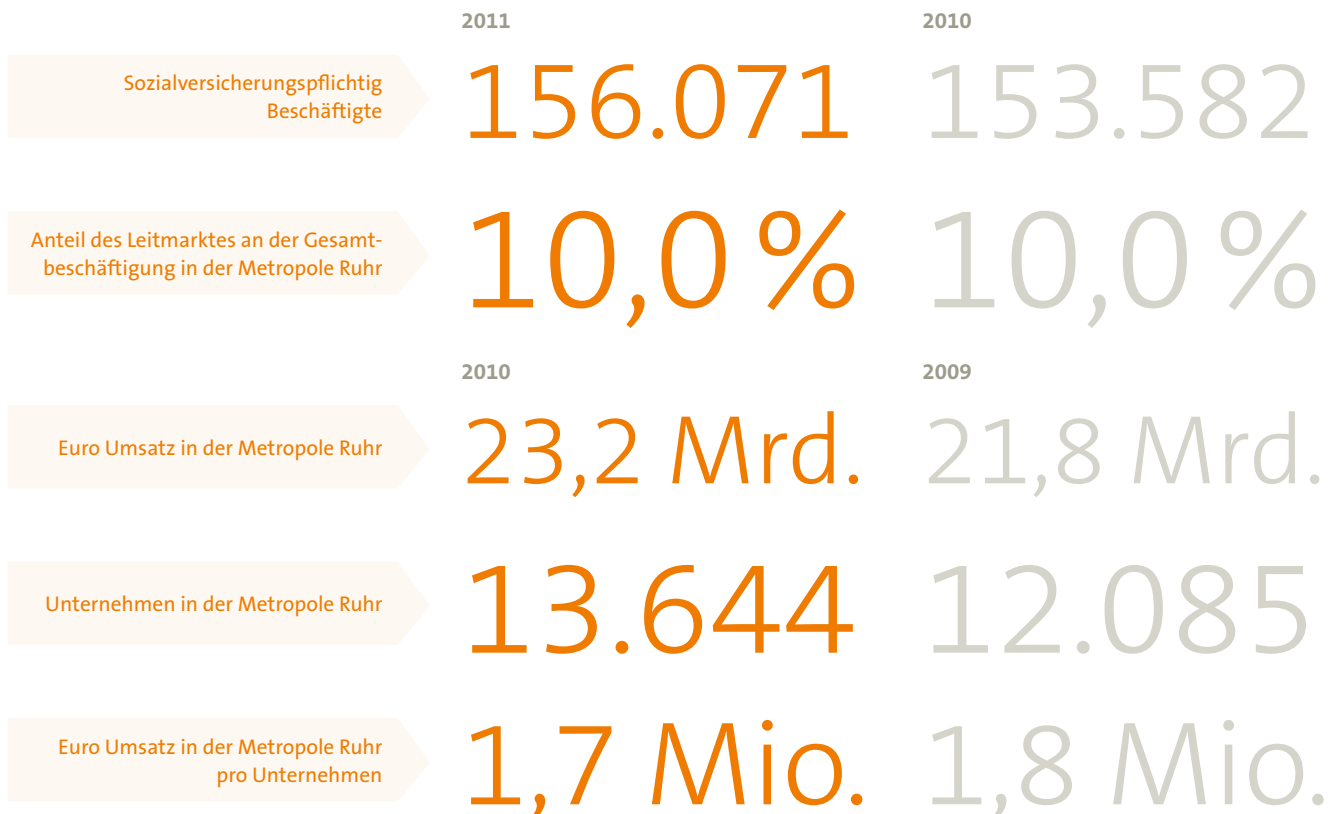 2011 2010
Sozialversicherungspflichtig
Beschäftigte
156.071 153.582
Anteil des Leitmarktes an der Gesamt-
beschäftigung in der Metropole Ruhr
10,0 % 10,0 %
2010 2009
Euro Umsatz in der Metropole Ruhr
23,2 Mrd. 21,8 Mrd.
Unternehmen in der Metropole Ruhr
13.644 12.085
Euro Umsatz in der Metropole Ruhr
pro Unternehmen
1,7 Mio. 1,8 Mio.